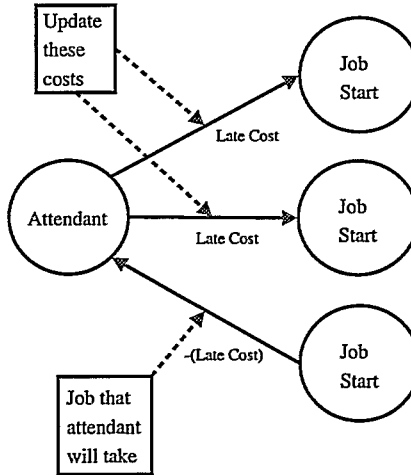 Update
these
costs
Job
Start
Late Cost
Attendant
Job
Start
Late Cost
-(Late Cost)
Job
Start
Job that
attendant
will take